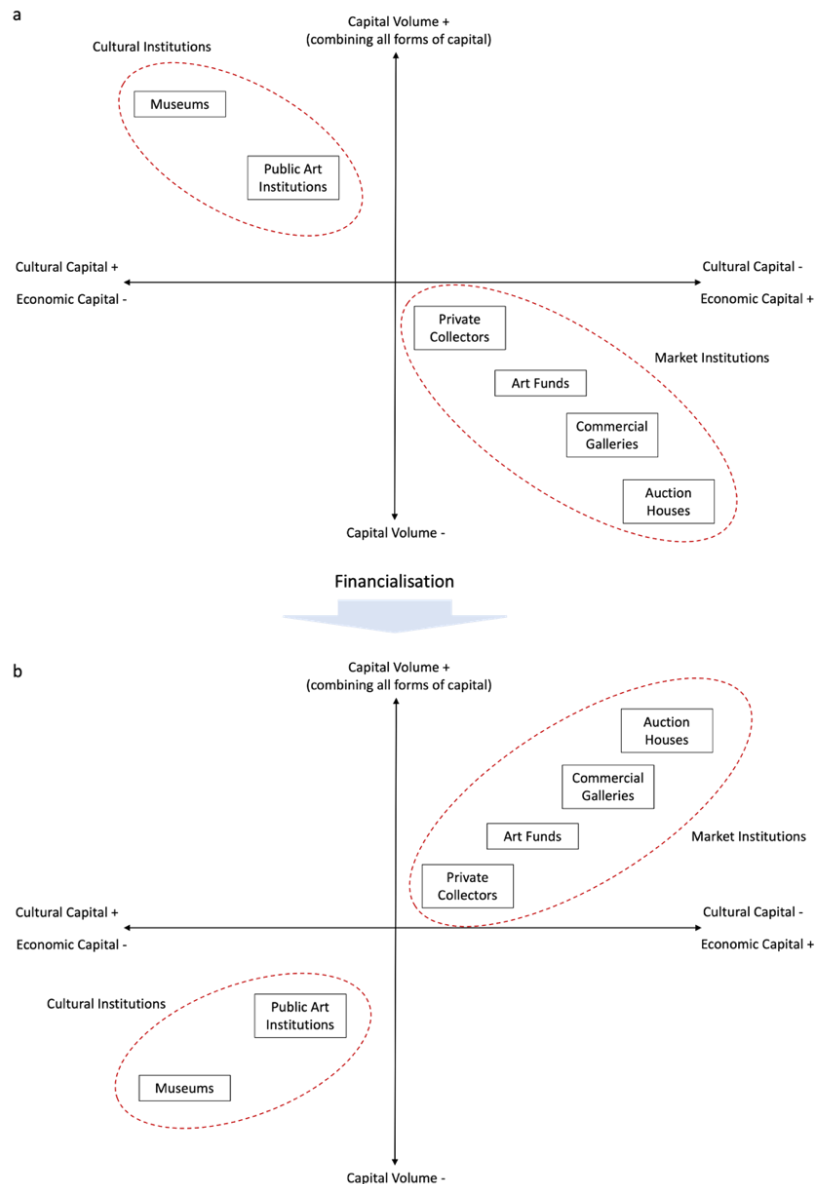 a
Capital Volume +
(combining all forms of capital)
Cultural Institutions
Museums
Public Art
Institutions
Cultural Capital +
Economic Capital -
Cultural Capital -
Economic Capital +
Private
Collectors
Market Institutions
Art Funds
Commercial
Galleries
Auction
Houses
Capital Volume -
Financialisation
b
Capital Volume +
(combining all forms of capital)
Auction
Houses
Commercial
Galleries
Art Funds
Market Institutions
Private
Collectors
Cultural Capital +
Economic Capital -
Cultural Capital -
Economic Capital +
Cultural Institutions
Public Art
Institutions
Museums
Capital Volume -